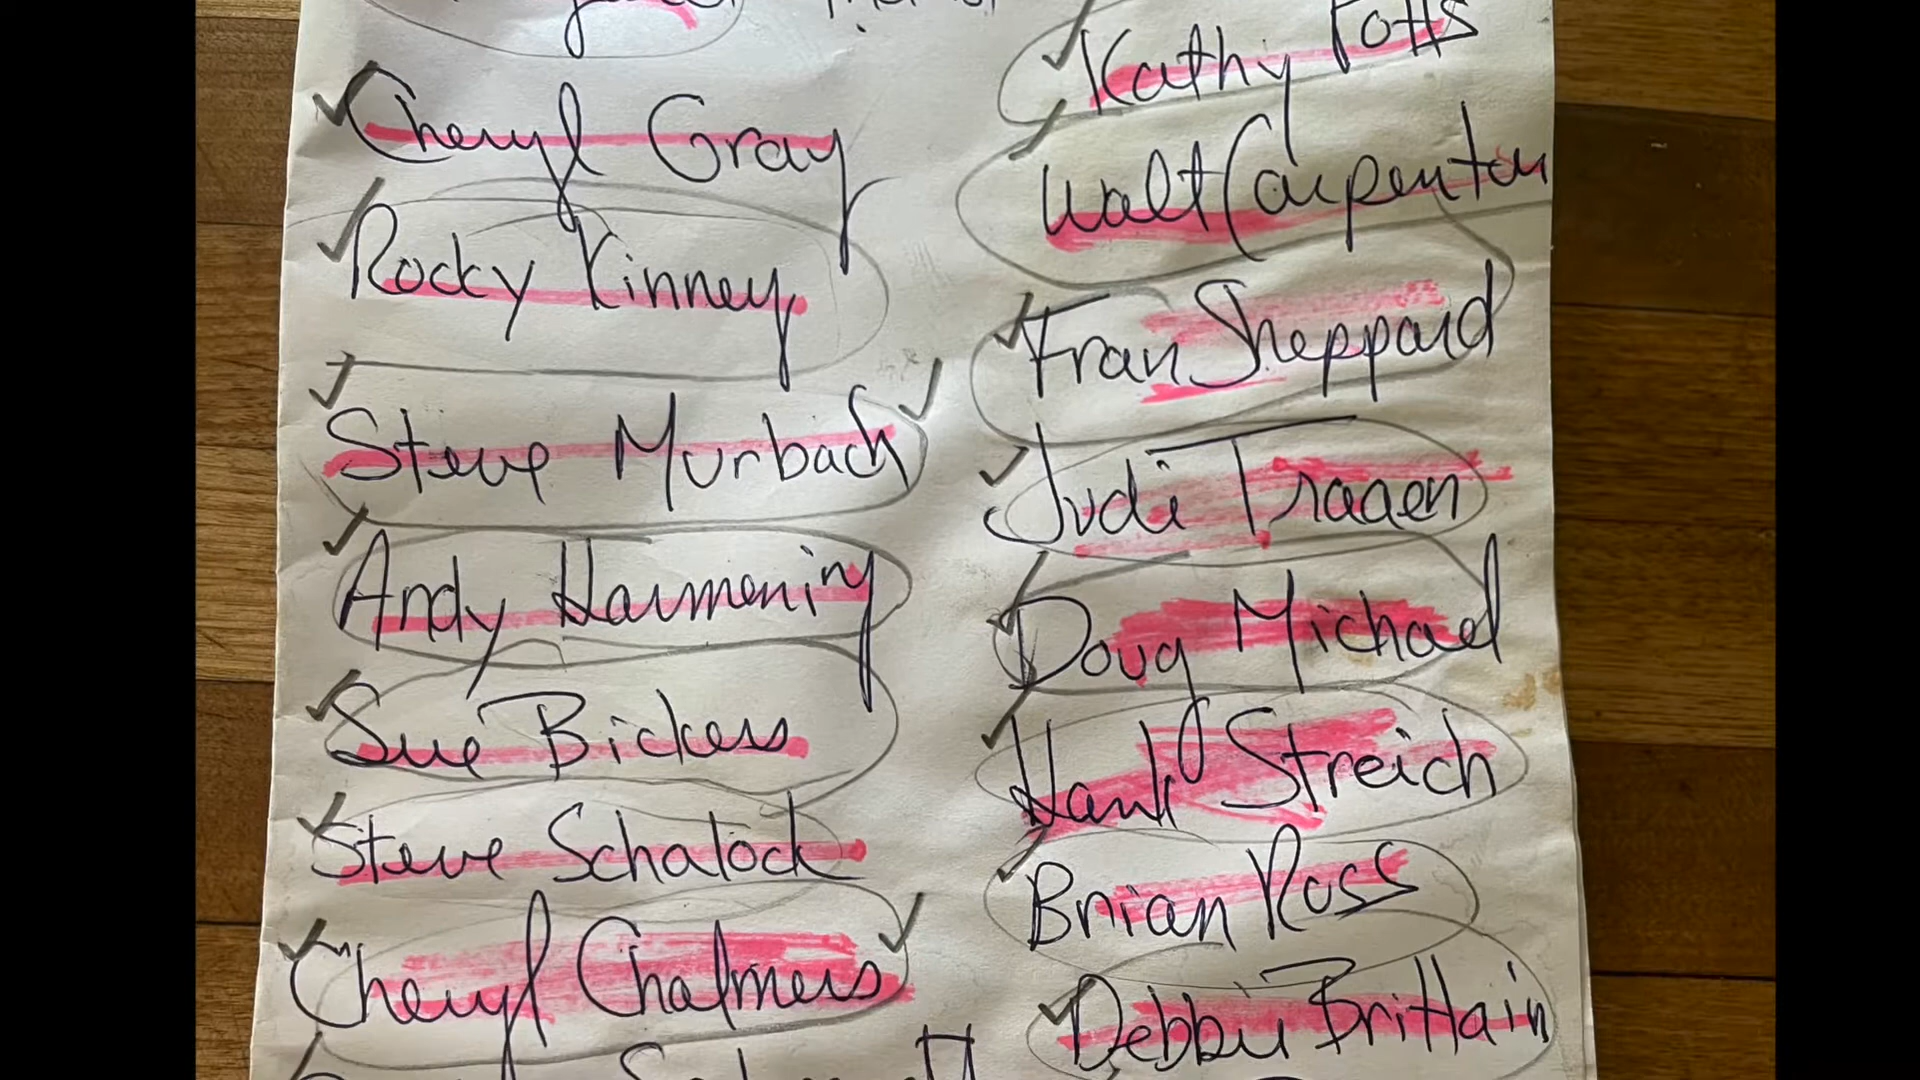 Cheryl Gray
Rocky Kinney
Steve Murbach
Andy Harmening
Sue Bickess
Steve Schalock
Cheryl Chalmers
Kathy Potts
Walt Carpenter
Fran Sheppard
Judi Traaen
Doug Michael
Hank Streich
Brian Ross
Debbie Brittain